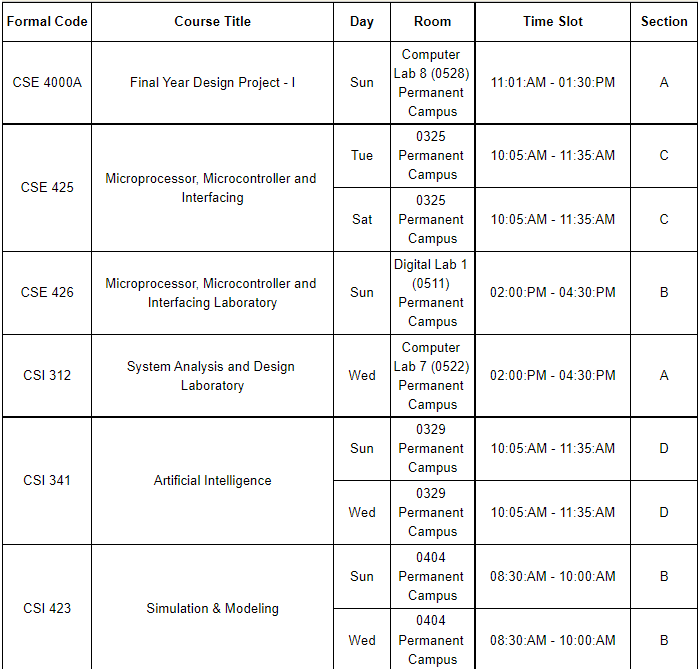 Formal Code Course Title Day Room Time Slot Section
CSE 4000A Final Year Design Project - I Sun Computer
Lab 8 (0528)
Permanent
Campus 11:01:AM - 01:30:PM A
CSE 425 Microprocessor, Microcontroller and
Interfacing Tue 0325
Permanent
Campus 10:05:AM - 11:35:AM C
Sat 0325
Permanent
Campus 10:05:AM - 11:35:AM C
CSE 426 Microprocessor, Microcontroller and
Interfacing Laboratory Sun Digital Lab 1
(0511)
Permanent
Campus 02:00:PM - 04:30:PM B
CSI 312 System Analysis and Design
Laboratory Wed Computer
Lab 7 (0522)
Permanent
Campus 02:00:PM - 04:30:PM A
CSI 341 Artificial Intelligence Sun 0329
Permanent
Campus 10:05:AM - 11:35:AM D
Wed 0329
Permanent
Campus 10:05:AM - 11:35:AM D
CSI 423 Simulation & Modeling Sun 0404
Permanent
Campus 08:30:AM - 10:00:AM B
Wed 0404
Permanent
Campus 08:30:AM - 10:00:AM B